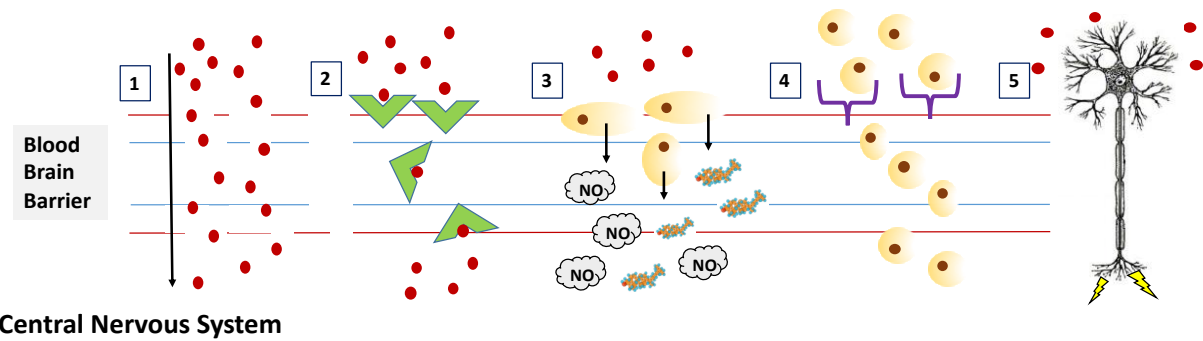 1
2
3
4
5
Blood
Brain
Barrier
NO
NO
NO
NO
Central Nervous System